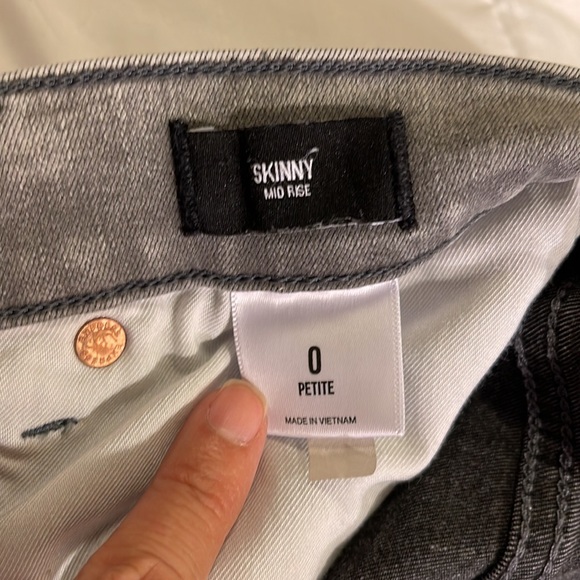 SKINNY
MID RISE
0
PETITE
MADE IN VIETNAM